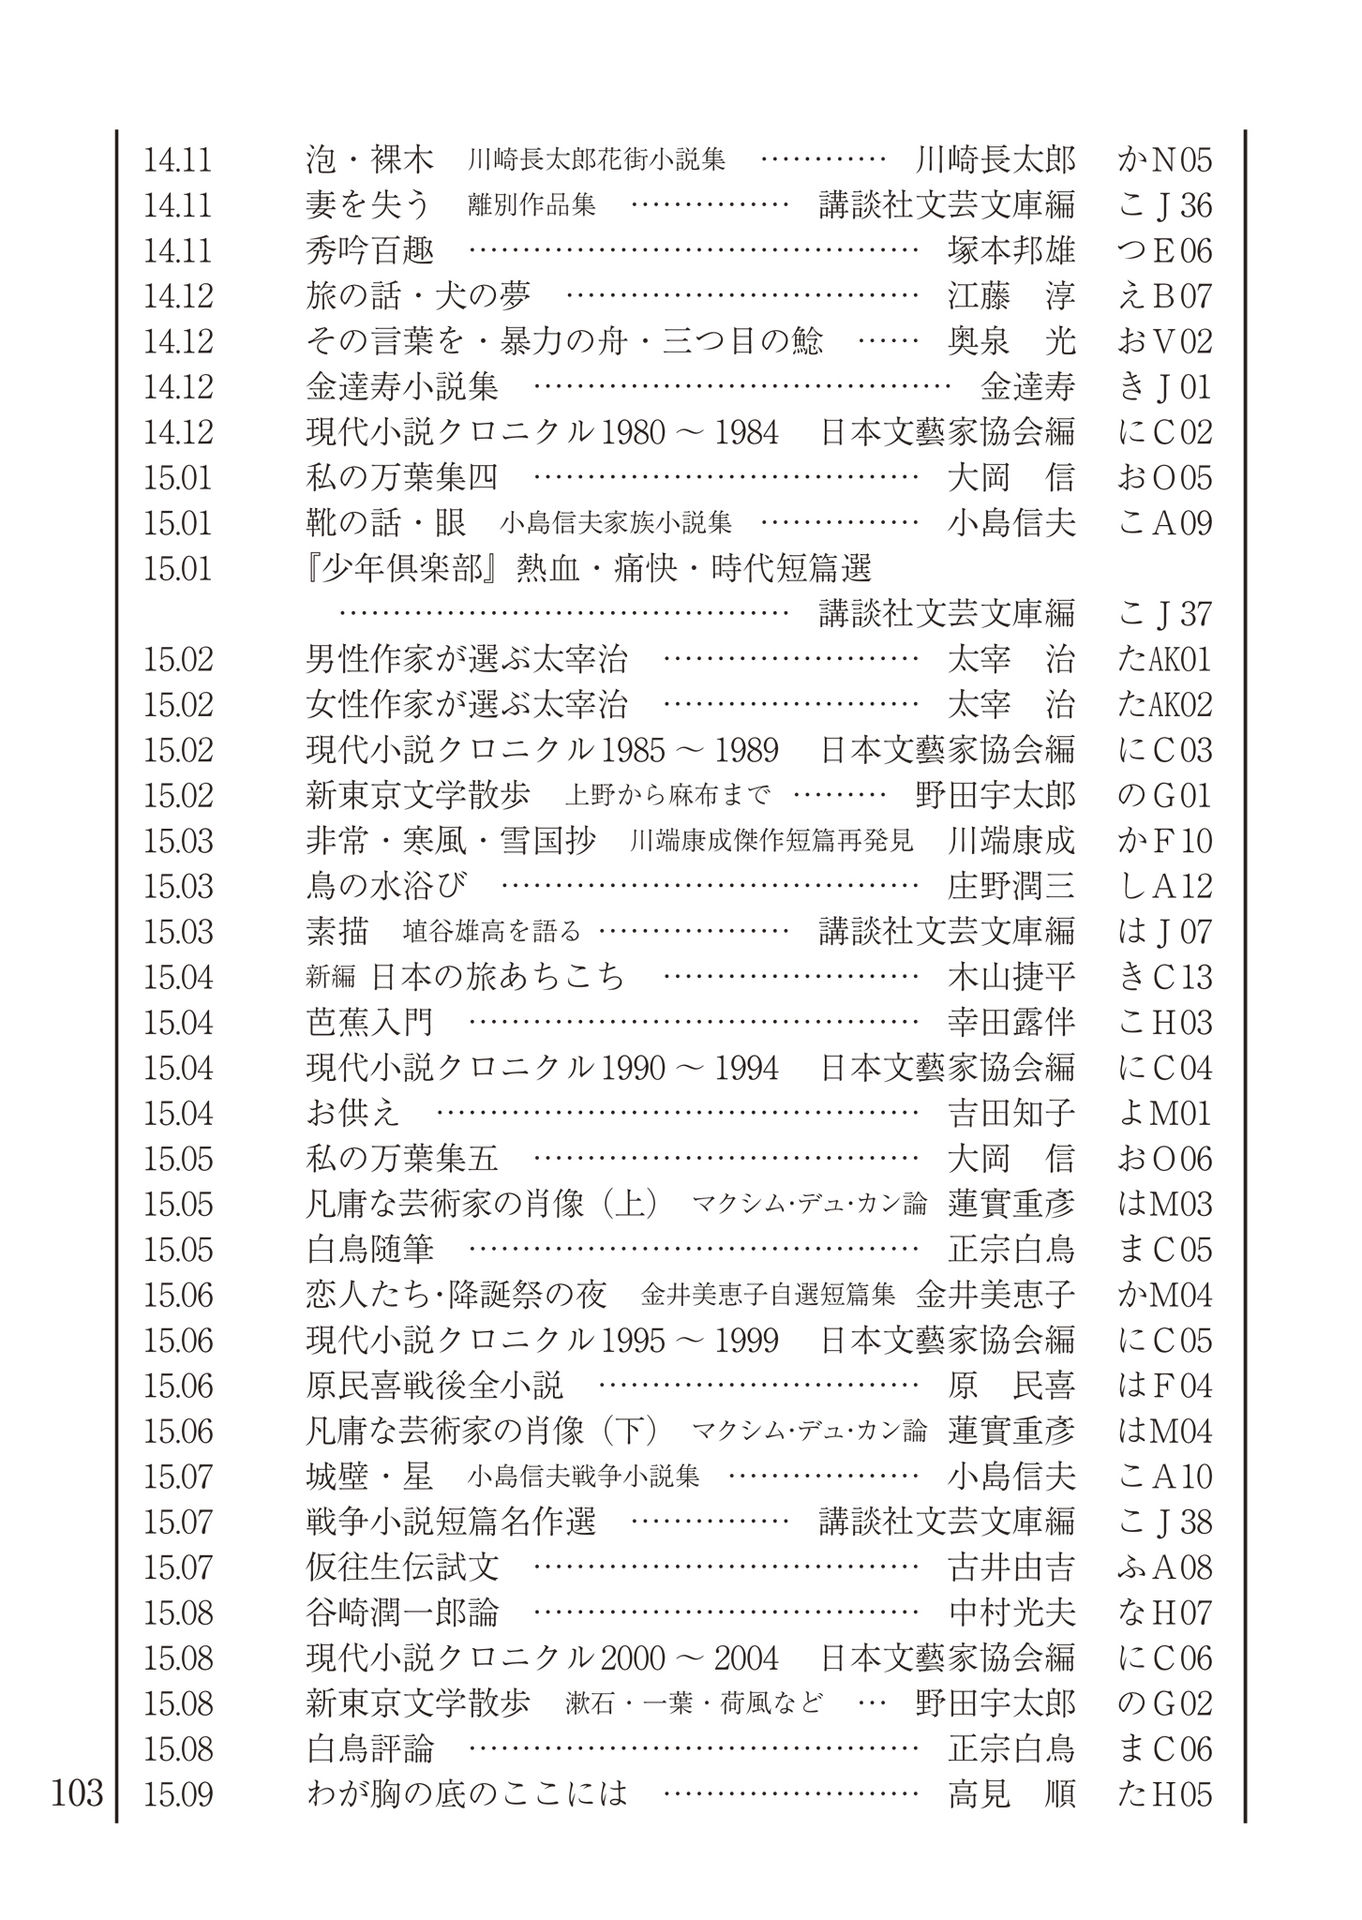 14.11 泡・裸木 川崎長太郎花街小説集 ………… 川崎長太郎 かN05
14.11 妻を失う 離別作品集 …………… 講談社文芸文庫編 こJ36
14.11 秀吟百趣 …………………………………… 塚本邦雄 つE06
14.12 旅の話・犬の夢 …………………………… 江藤 淳 えB07
14.12 その言葉を・暴力の舟・三つ目の鯰 …… 奥泉 光 おV02
14.12 金達寿小説集 ………………………………… 金達寿 きJ01
14.12 現代小説クロニクル1980〜1984 日本文藝家協会編 にC02
15.01 私の万葉集四 ……………………………… 大岡 信 おO05
15.01 靴の話・眼 小島信夫家族小説集 …………… 小島信夫 こA09
15.01 『少年倶楽部』熱血・痛快・時代短篇選
…………………………………… 講談社文芸文庫編 こJ37
15.02 男性作家が選ぶ太宰治 …………………… 太宰 治 たAK01
15.02 女性作家が選ぶ太宰治 …………………… 太宰 治 たAK02
15.02 現代小説クロニクル1985〜1989 日本文藝家協会編 にC03
15.02 新東京文学散歩 上野から麻布まで ……… 野田宇太郎 のG01
15.03 非常・寒風・雪国抄 川端康成傑作短篇再発見 川端康成 かF10
15.03 鳥の水浴び ………………………………… 庄野潤三 しA12
15.03 素描 埴谷雄高を語る ……………… 講談社文芸文庫編 はJ07
15.04 新編 日本の旅あちこち …………………… 木山捷平 きC13
15.04 芭蕉入門 …………………………………… 幸田露伴 こH03
15.04 現代小説クロニクル1990〜1994 日本文藝家協会編 にC04
15.04 お供え ……………………………………… 吉田知子 よM01
15.05 私の万葉集五 ……………………………… 大岡 信 おO06
15.05 凡庸な芸術家の肖像（上） マクシム・デュ・カン論 蓮實重彥 はM03
15.05 白鳥随筆 …………………………………… 正宗白鳥 まC05
15.06 恋人たち・降誕祭の夜 金井美恵子自選短篇集 金井美恵子 かM04
15.06 現代小説クロニクル1995〜1999 日本文藝家協会編 にC05
15.06 原民喜戦後全小説 ………………………… 原 民喜 はF04
15.06 凡庸な芸術家の肖像（下） マクシム・デュ・カン論 蓮實重彥 はM04
15.07 城壁・星 小島信夫戦争小説集 ……………… 小島信夫 こA10
15.07 戦争小説短篇名作選 …………… 講談社文芸文庫編 こJ38
15.07 仮往生伝試文 ……………………………… 古井由吉 ふA08
15.08 谷崎潤一郎論 ……………………………… 中村光夫 なH07
15.08 現代小説クロニクル2000〜2004 日本文藝家協会編 にC06
15.08 新東京文学散歩 漱石・一葉・荷風など … 野田宇太郎 のG02
15.08 白鳥評論 …………………………………… 正宗白鳥 まC06
15.09 わが胸の底のここには …………………… 高見 順 たH05
103